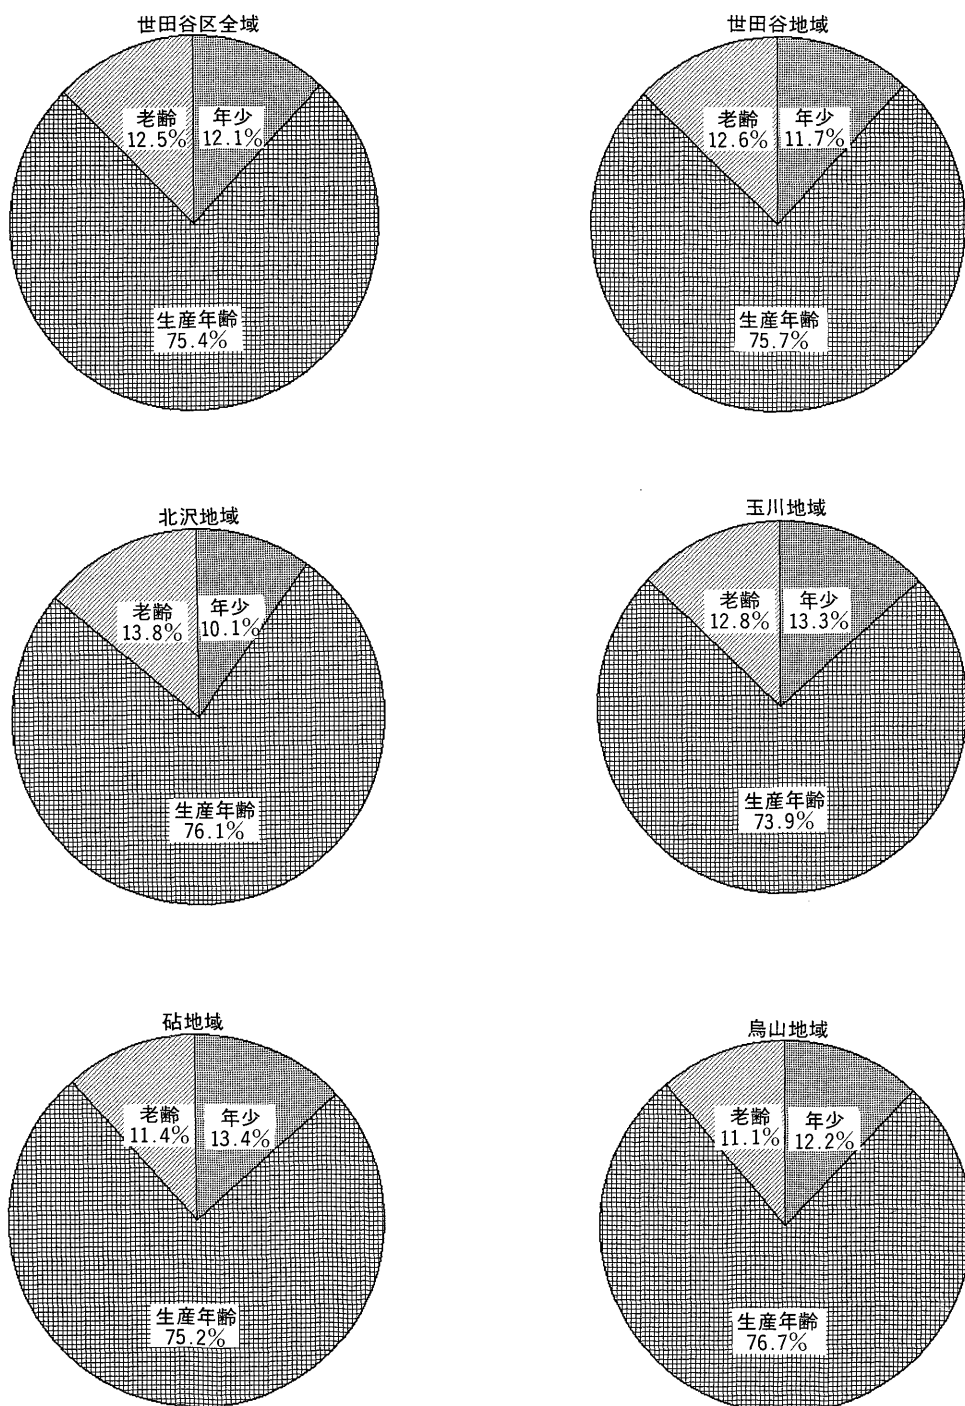 世田谷区全域
老齢
12.5%
年少
12.1%
生産年齢
75.4%
世田谷地域
老齢
12.6%
年少
11.7%
生産年齢
75.7%
北沢地域
老齢
13.8%
年少
10.1%
生産年齢
76.1%
玉川地域
老齢
12.8%
年少
13.3%
生産年齢
73.9%
砧地域
老齢
11.4%
年少
13.4%
生産年齢
75.2%
烏山地域
老齢
11.1%
年少
12.2%
生産年齢
76.7%